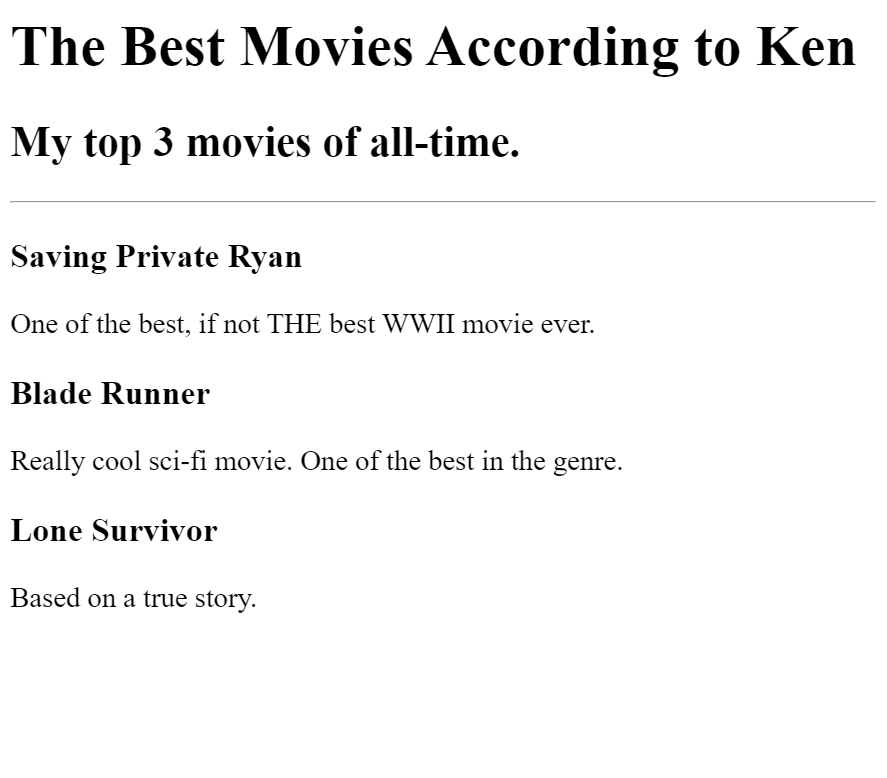 The Best Movies According to Ken
My top 3 movies of all-time.
Saving Private Ryan
One of the best, if not THE best WWII movie ever.
Blade Runner
Really cool sci-fi movie. One of the best in the genre.
Lone Survivor
Based on a true story.